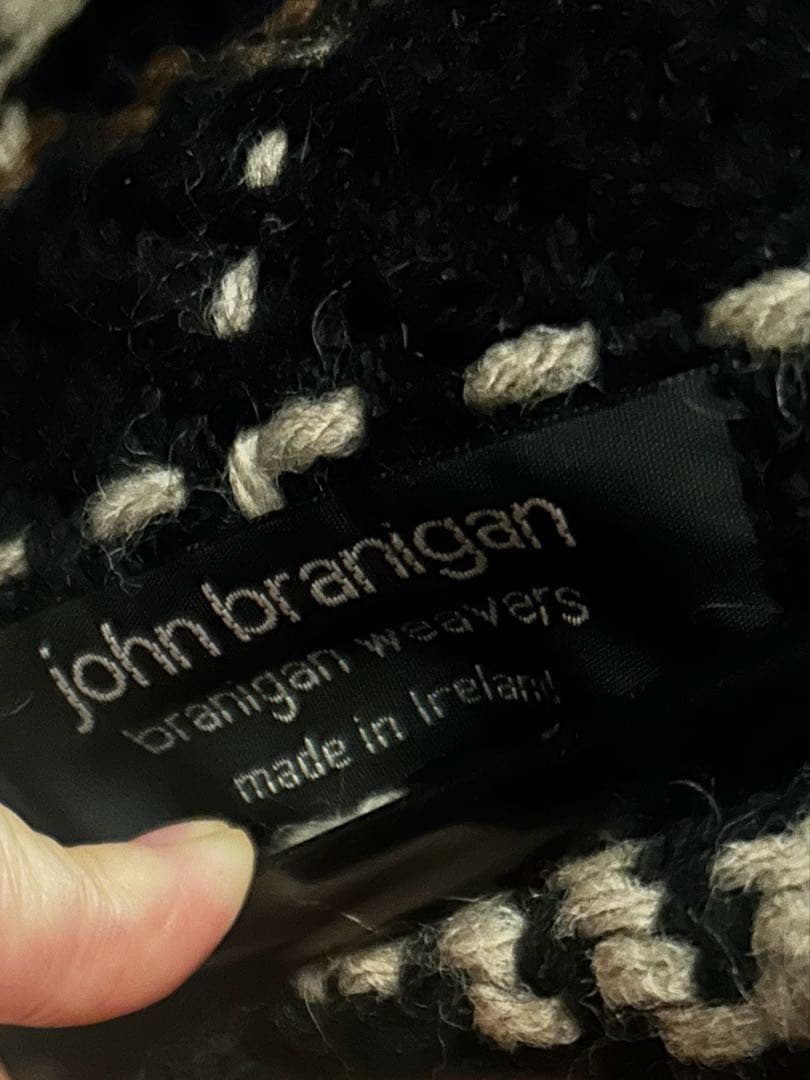 john branigan
branigan weavers
made in Ireland